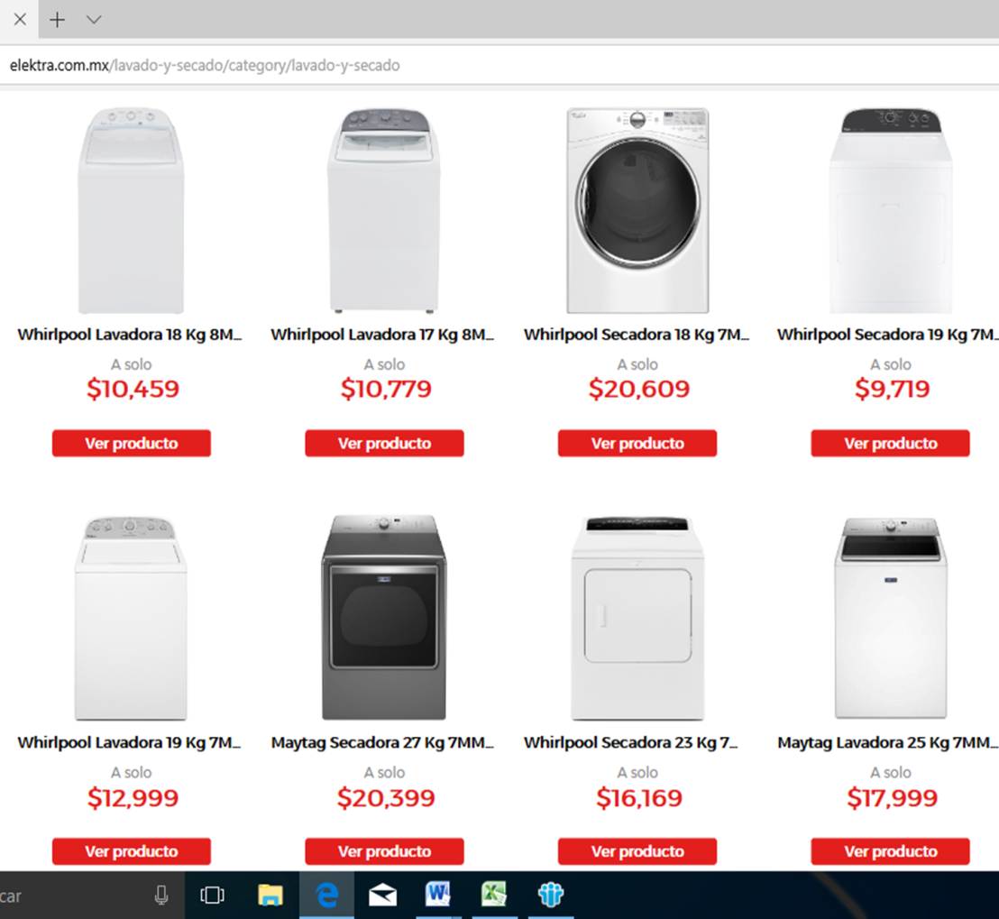 elektra.com.mx/lavado-y-secado/category/lavado-y-secado
Whirlpool Lavadora 18 Kg 8M...
A solo
$10,459
Ver producto
Whirlpool Lavadora 17 Kg 8M...
A solo
$10,779
Ver producto
Whirlpool Secadora 18 Kg 7M...
A solo
$20,609
Ver producto
Whirlpool Secadora 19 Kg 7M...
A solo
$9,719
Ver producto
Whirlpool Lavadora 19 Kg 7M...
A solo
$12,999
Ver producto
Maytag Secadora 27 Kg 7MM...
A solo
$20,399
Ver producto
Whirlpool Secadora 23 Kg 7...
A solo
$16,169
Ver producto
Maytag Lavadora 25 Kg 7MM...
A solo
$17,999
Ver producto
car